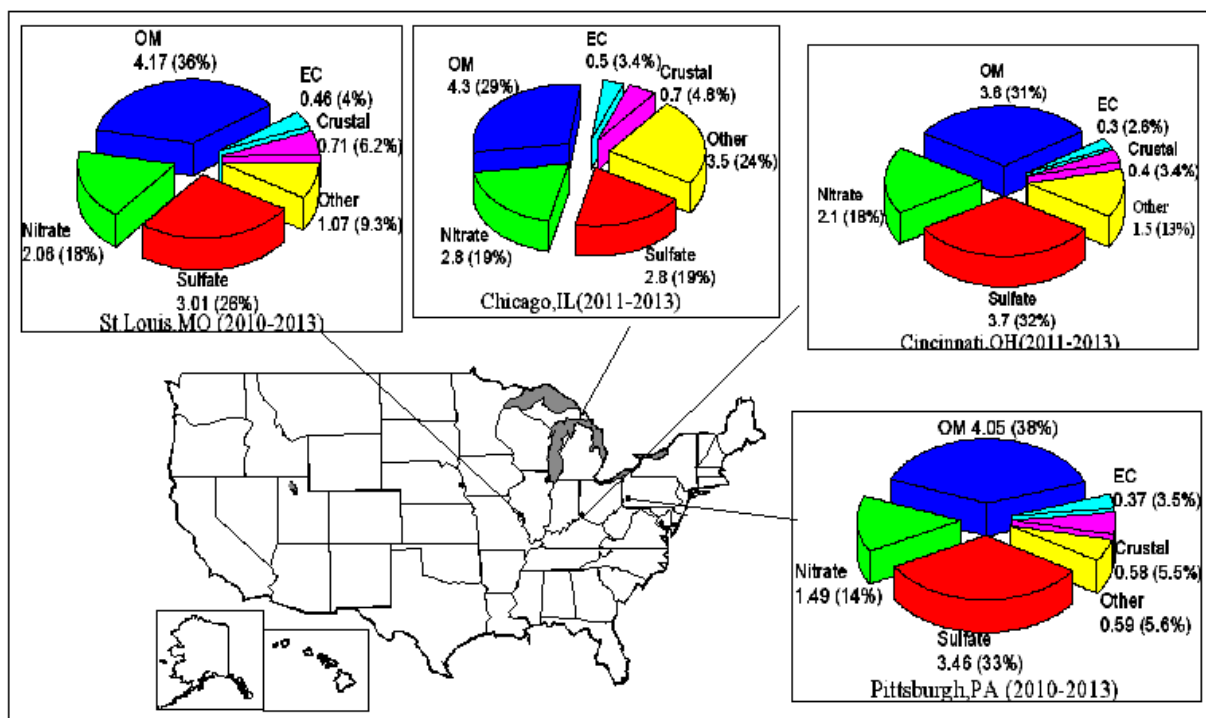 OM
4.17 (36%)
EC
0.46 (4%)
Crustal
0.71 (6.2%)
Other
1.07 (9.3%)
Nitrate
2.06 (18%)
Sulfate
3.01 (26%)
St Louis,MO (2010-2013)
EC
0.5 (3.4%)
OM
4.3 (29%)
Crustal
0.7 (4.8%)
Other
3.5 (24%)
Nitrate
2.8 (19%)
Sulfate
2.8 (19%)
Chicago,IL(2011-2013)
OM
3.6 (31%)
EC
0.3 (2.6%)
Crustal
0.4 (3.4%)
Nitrate
2.1 (18%)
Other
1.5 (13%)
Sulfate
3.7 (32%)
Cincinnati,OH(2011-2013)
OM 4.05 (38%)
EC
0.37 (3.5%)
Crustal
0.58 (5.5%)
Nitrate
1.49 (14%)
Other
0.59 (5.6%)
Sulfate
3.46 (33%)
Pittsburgh,PA (2010-2013)